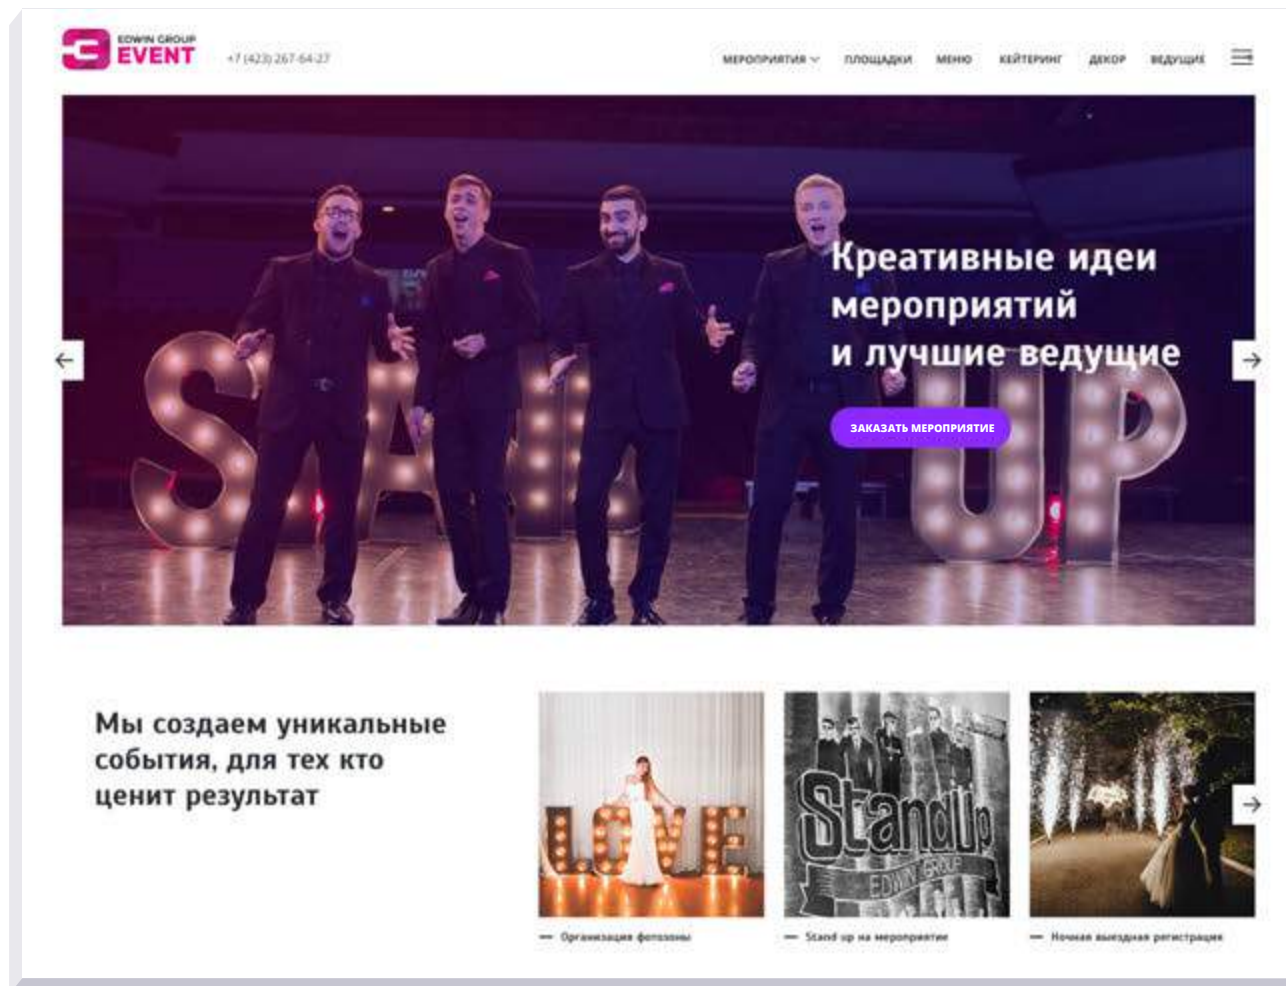 EDWIN GROUP
EVENT
+7 (423) 267-64-27
МЕРОПРИЯТИЯ ПЛОЩАДКИ МЕНЮ КЕЙТЕРИНГ ДЕКОР ВЕДУЩИЕ
Креативные идеи
мероприятий
и лучшие ведущие
ЗАКАЗАТЬ МЕРОПРИЯТИЕ
UP
Мы создаем уникальные
события, для тех кто
ценит результат
LOVE
StandUp
EDWIN GROUP
— Организация фотозоны
— Stand up на мероприятие
— Ночная выездная регистрация